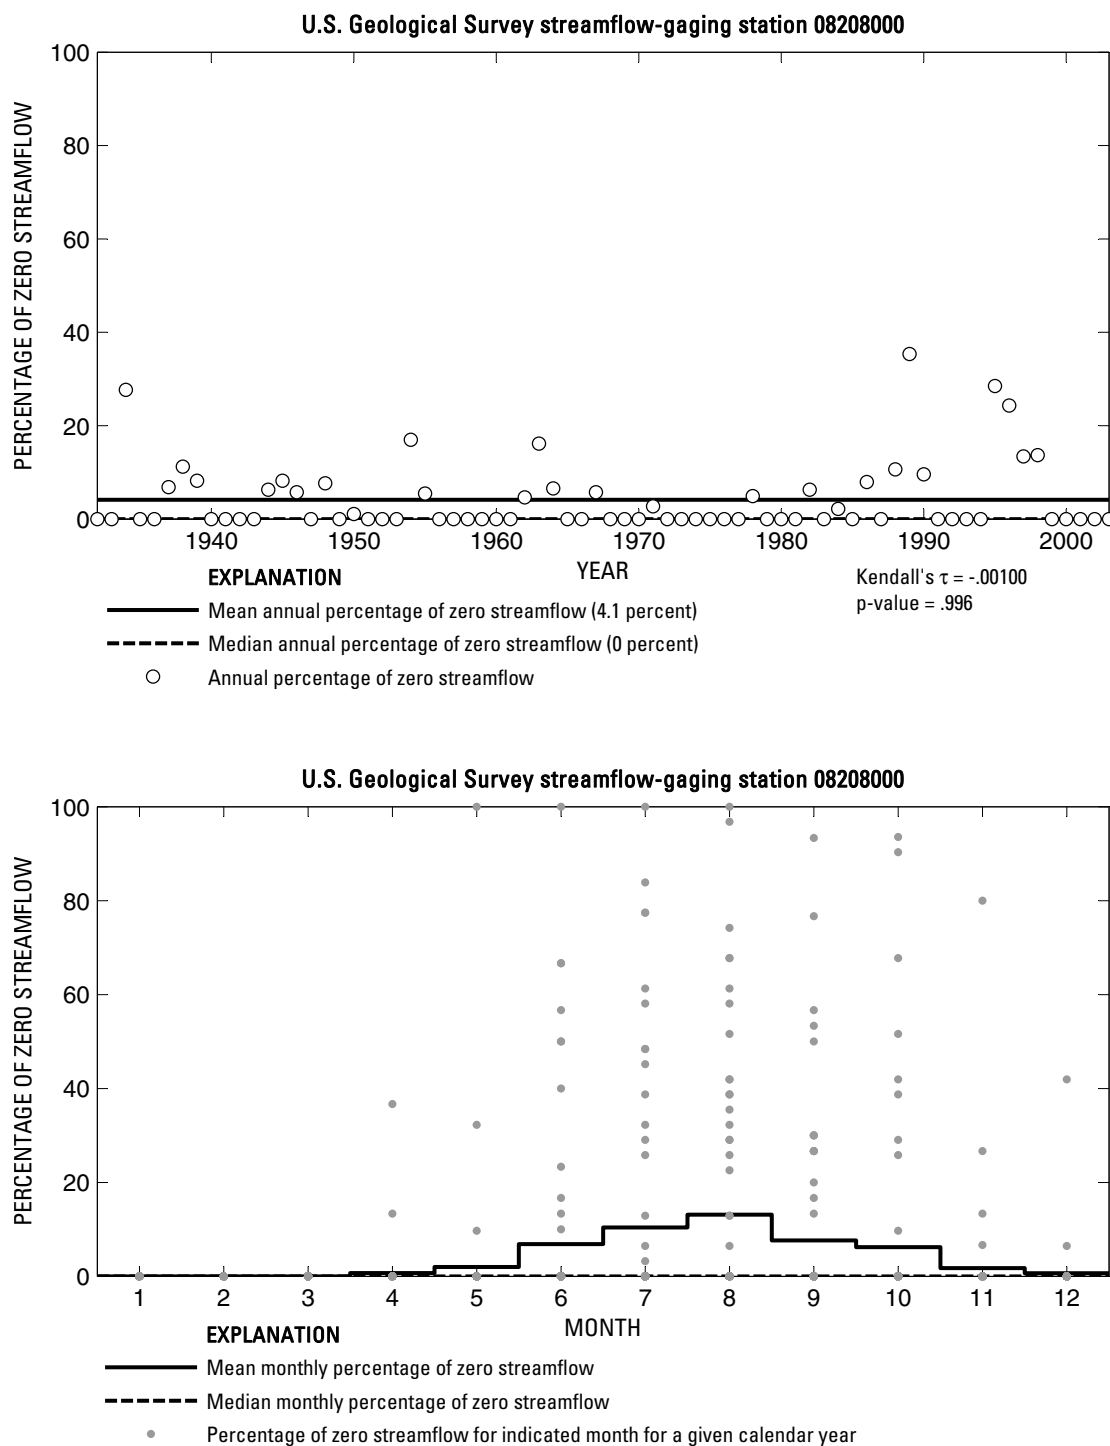 U.S. Geological Survey streamflow-gaging station 08208000
PERCENTAGE OF ZERO STREAMFLOW
100
80
60
40
20
0
1940 1950 1960 1970 1980 1990 2000
YEAR
EXPLANATION
Mean annual percentage of zero streamflow (4.1 percent)
Median annual percentage of zero streamflow (0 percent)
Annual percentage of zero streamflow
Kendall's τ = -.00100
p-value = .996
U.S. Geological Survey streamflow-gaging station 08208000
PERCENTAGE OF ZERO STREAMFLOW
100
80
60
40
20
0
1 2 3 4 5 6 7 8 9 10 11 12
MONTH
EXPLANATION
Mean monthly percentage of zero streamflow
Median monthly percentage of zero streamflow
Percentage of zero streamflow for indicated month for a given calendar year